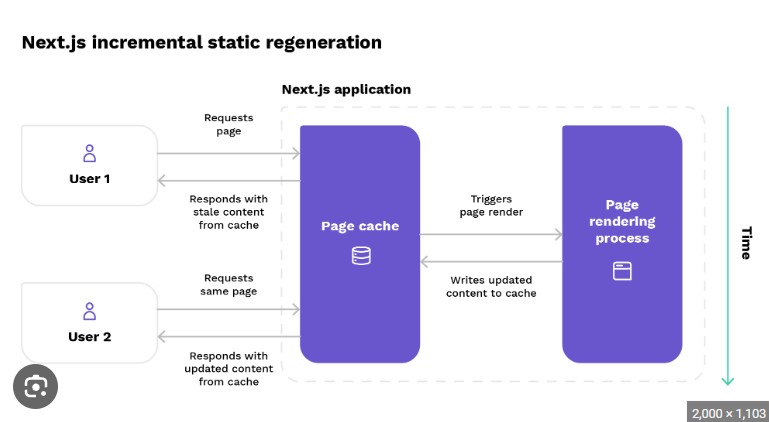 Next.js incremental static regeneration
Next.js application
Requests
page
User 1
Responds with
stale content
from cache
Page cache
Triggers
page render
Page
rendering
process
Writes updated
content to cache
Time
Requests
same page
User 2
Responds with
updated content
from cache
2,000 × 1,103